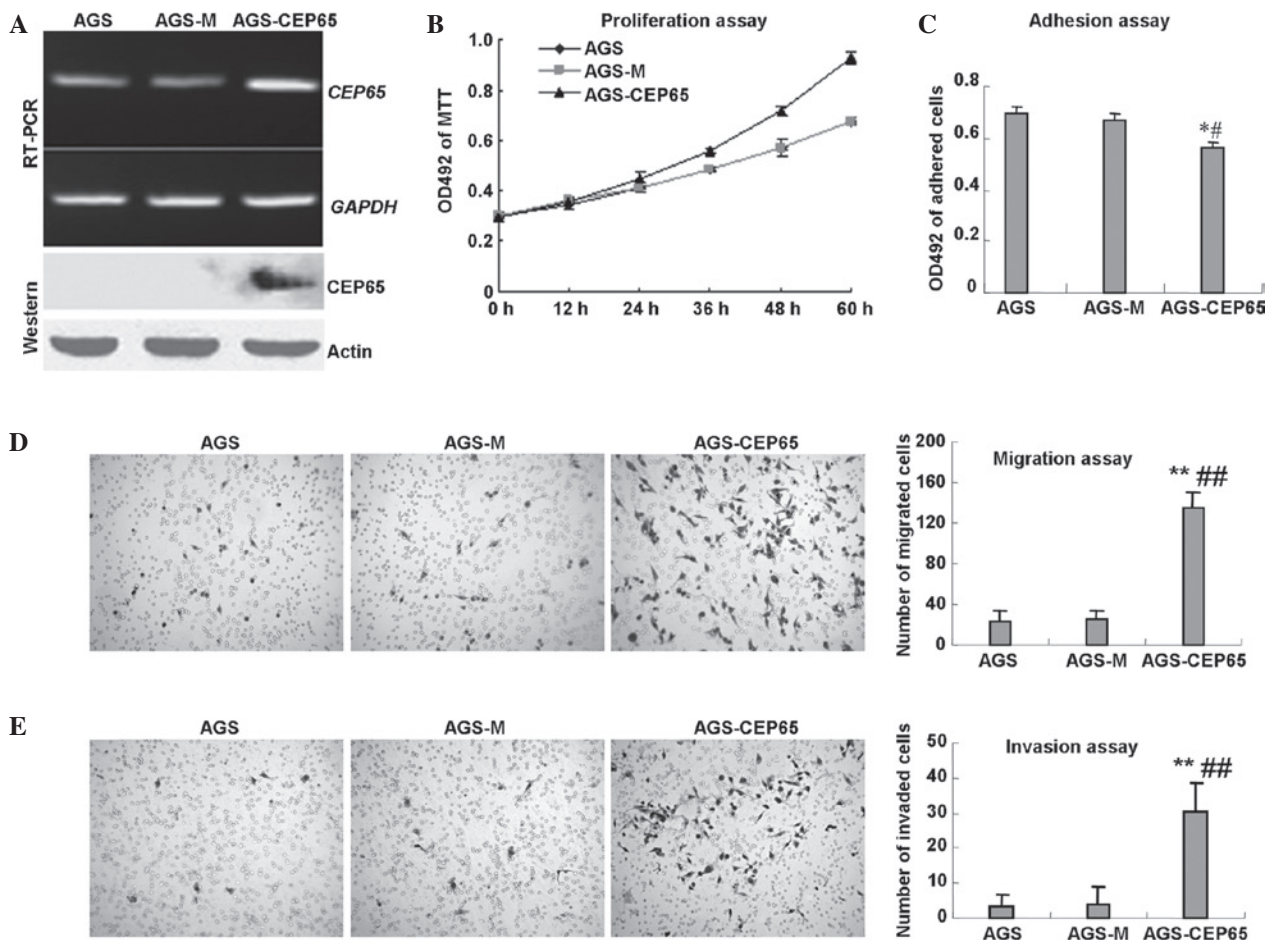 A
AGS AGS-M AGS-CEP65
RT-PCR
CEP65
GAPDH
Western
CEP65
Actin
B
Proliferation assay
AGS
AGS-M
AGS-CEP65
OD492 of MTT
1.0
0.8
0.6
0.4
0.2
0
0 h 12 h 24 h 36 h 48 h 60 h
C
Adhesion assay
OD492 of adhered cells
0.8
0.6
0.4
0.2
0
*#
AGS AGS-M AGS-CEP65
D
AGS AGS-M AGS-CEP65
Migration assay
Number of migrated cells
200
160
120
80
40
0
** ##
AGS AGS-M AGS-CEP65
E
AGS AGS-M AGS-CEP65
Invasion assay
Number of invaded cells
50
40
30
20
10
0
** ##
AGS AGS-M AGS-CEP65